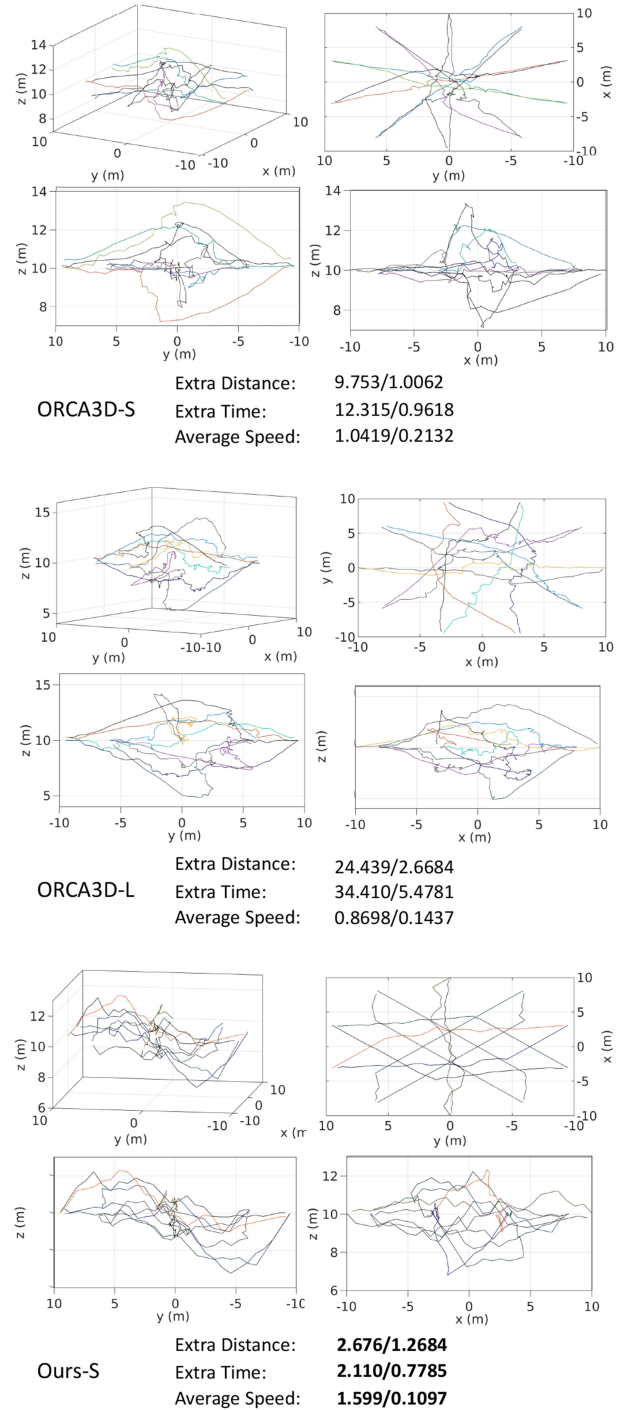 14
12
10
8
z (m)
10
0
-10
y (m)
-10
0
10
x (m)
10
5
0
-5
-10
x (m)
10
5
0
-5
-10
y (m)
14
12
10
8
z (m)
10
5
0
-5
-10
y (m)
14
12
10
8
z (m)
-10
-5
0
5
10
x (m)
ORCA3D-S
Extra Distance: 9.753/1.0062
Extra Time: 12.315/0.9618
Average Speed: 1.0419/0.2132
15
10
5
z (m)
10
0
-10
y (m)
-10
0
10
x (m)
10
5
0
-5
-10
y (m)
-10
-5
0
5
10
x (m)
15
10
5
z (m)
-10
-5
0
5
10
y (m)
z (m)
-10
-5
0
5
10
x (m)
ORCA3D-L
Extra Distance: 24.439/2.6684
Extra Time: 34.410/5.4781
Average Speed: 0.8698/0.1437
12
10
8
6
z (m)
10
0
-10
y (m)
-10
0
10
x (m
10
5
0
-5
-10
x (m)
10
5
0
-5
-10
y (m)
z (m)
10
5
0
-5
-10
y (m)
12
10
8
6
z (m)
-10
-5
0
5
10
x (m)
Ours-S
Extra Distance: 2.676/1.2684
Extra Time: 2.110/0.7785
Average Speed: 1.599/0.1097